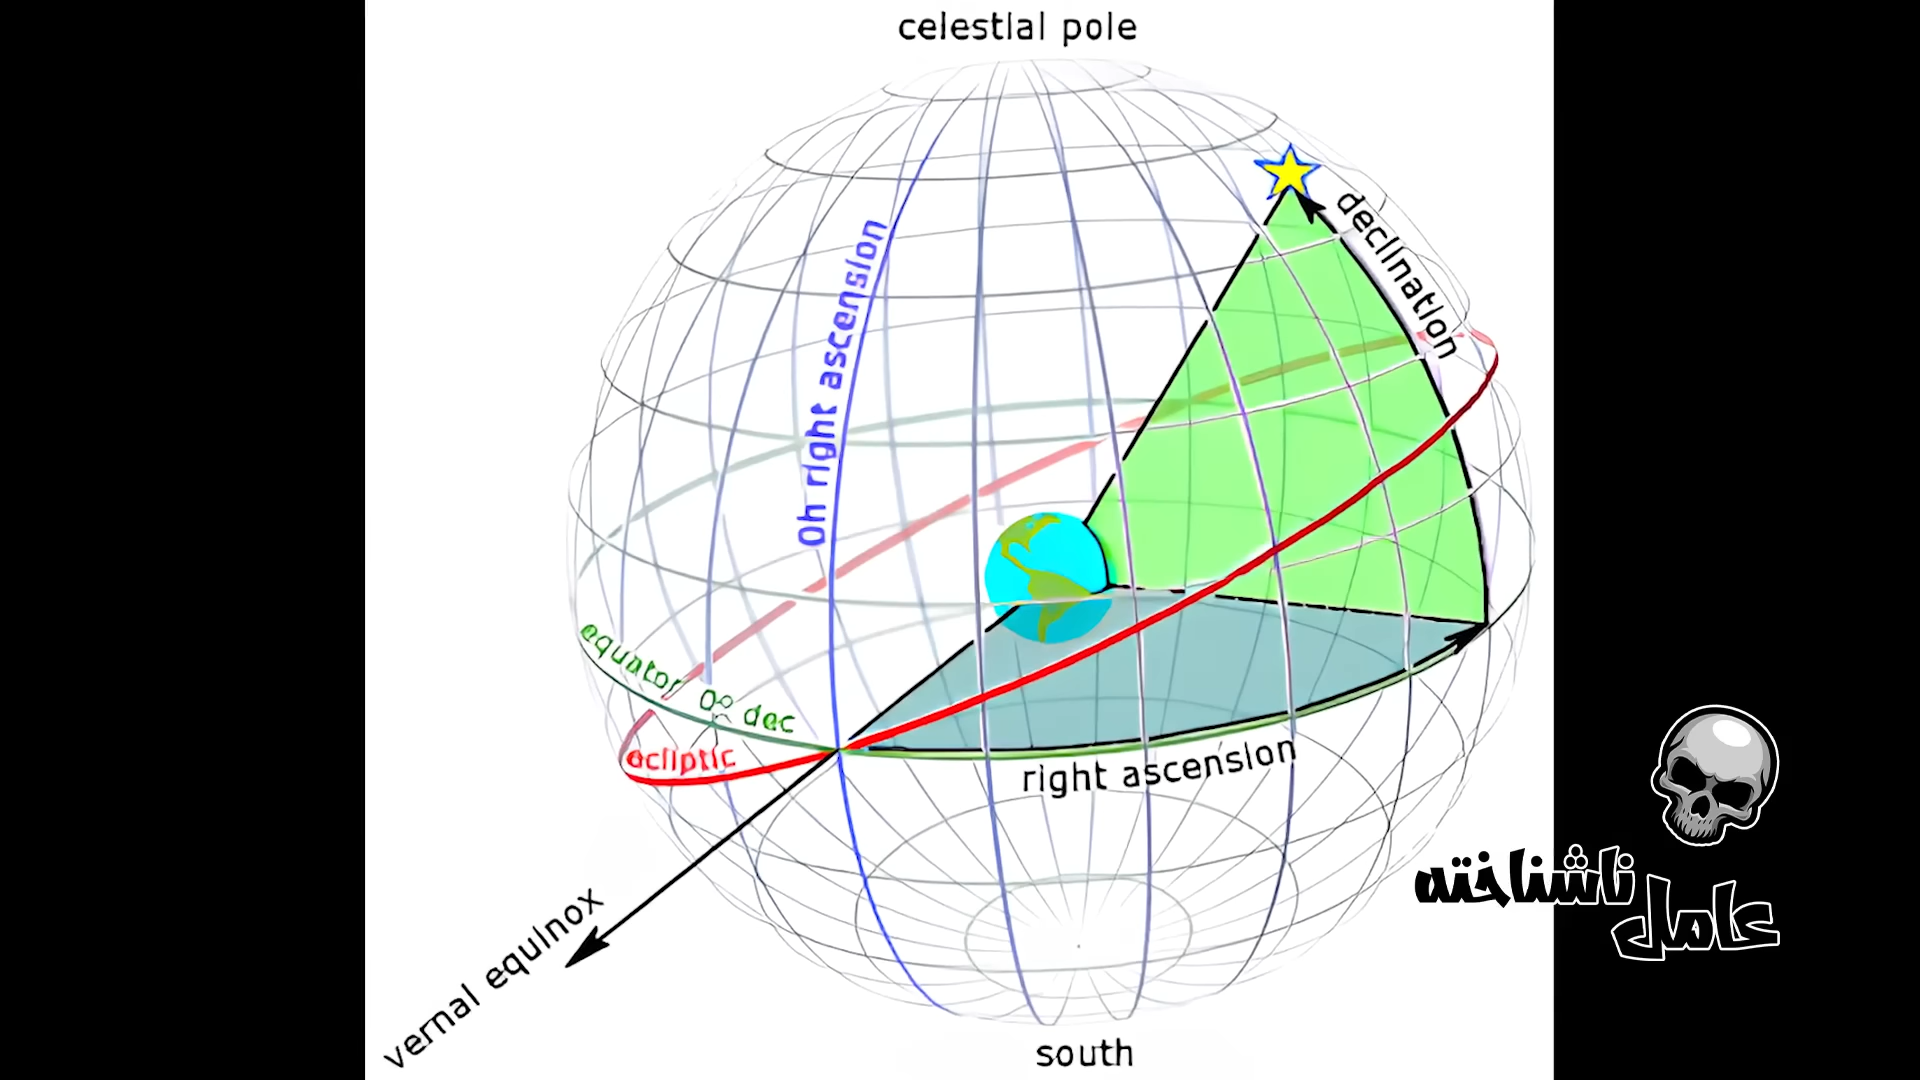 celestial pole
declination
0h right ascension
equator 0° dec
ecliptic
right ascension
vernal equinox
south
عامل
ناشناخته